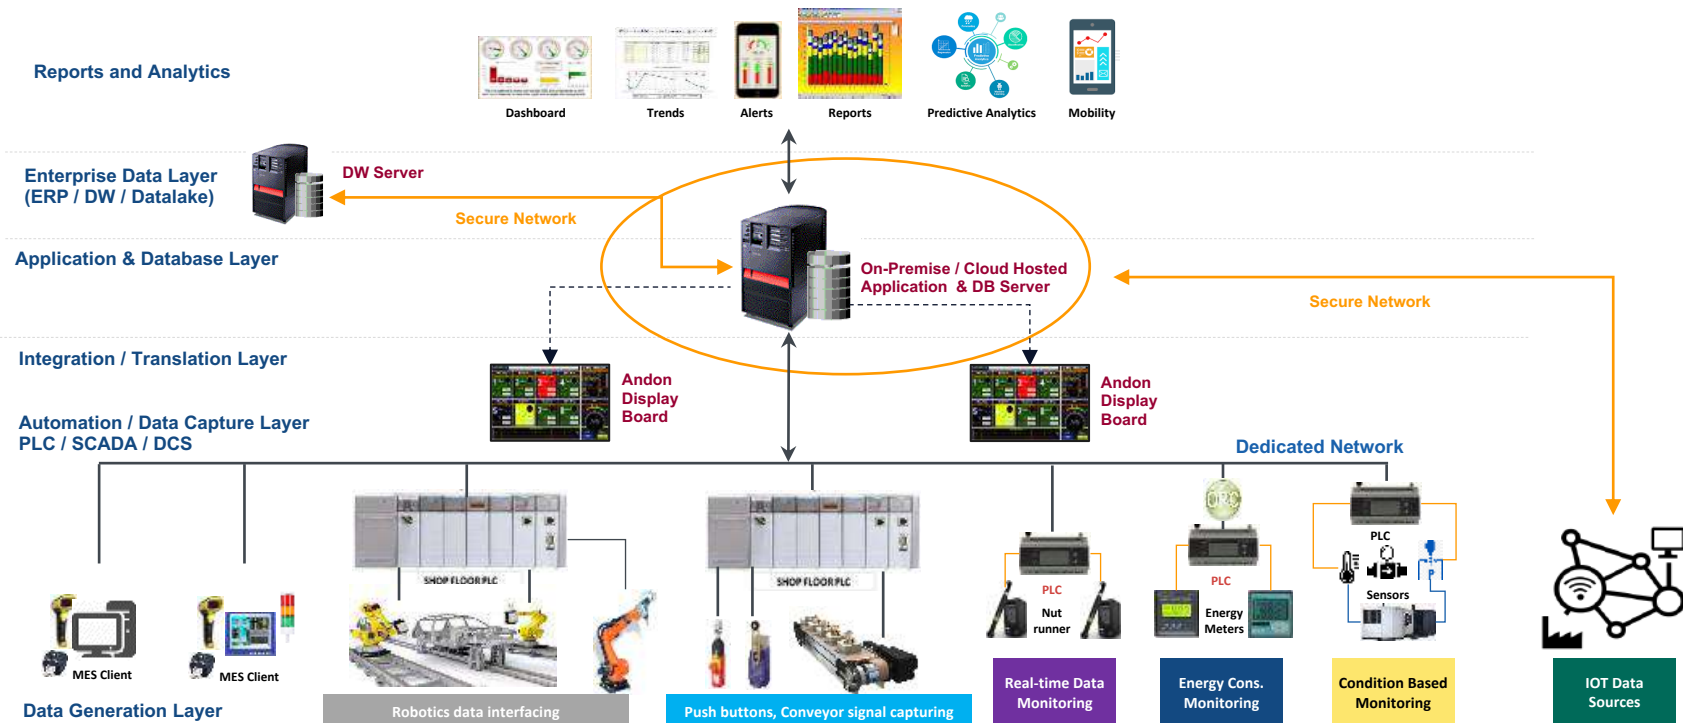 Reports and Analytics
Dashboard
Trends
Alerts
Reports
Predictive Analytics
Mobility
Enterprise Data Layer
(ERP / DW / Datalake)
DW Server
Secure Network
Application & Database Layer
On-Premise / Cloud Hosted
Application & DB Server
Secure Network
Integration / Translation Layer
Andon
Display
Board
Andon
Display
Board
Automation / Data Capture Layer
PLC / SCADA / DCS
Dedicated Network
OPC
SHOP FLOOR PLC
SHOP FLOOR PLC
PLC
Nut
runner
PLC
Energy
Meters
PLC
Sensors
MES Client
MES Client
Real-time Data
Monitoring
Energy Cons.
Monitoring
Condition Based
Monitoring
IOT Data
Sources
Data Generation Layer
Robotics data interfacing
Push buttons, Conveyor signal capturing